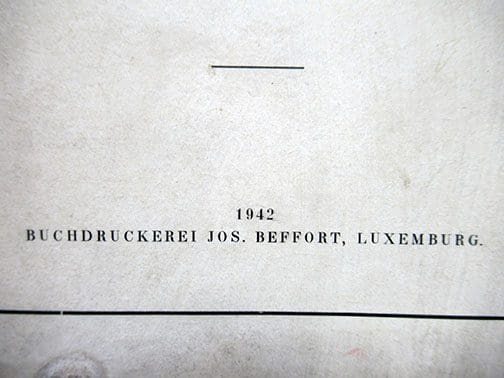 1942
BUCHDRUCKEREI JOS. BEFFORT, LUXEMBURG.